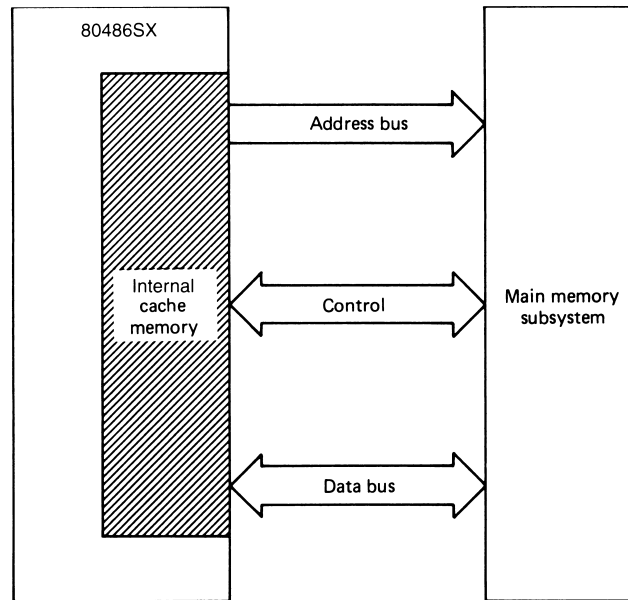 80486SX
Address bus
Internal
cache
memory
Control
Main memory
subsystem
Data bus